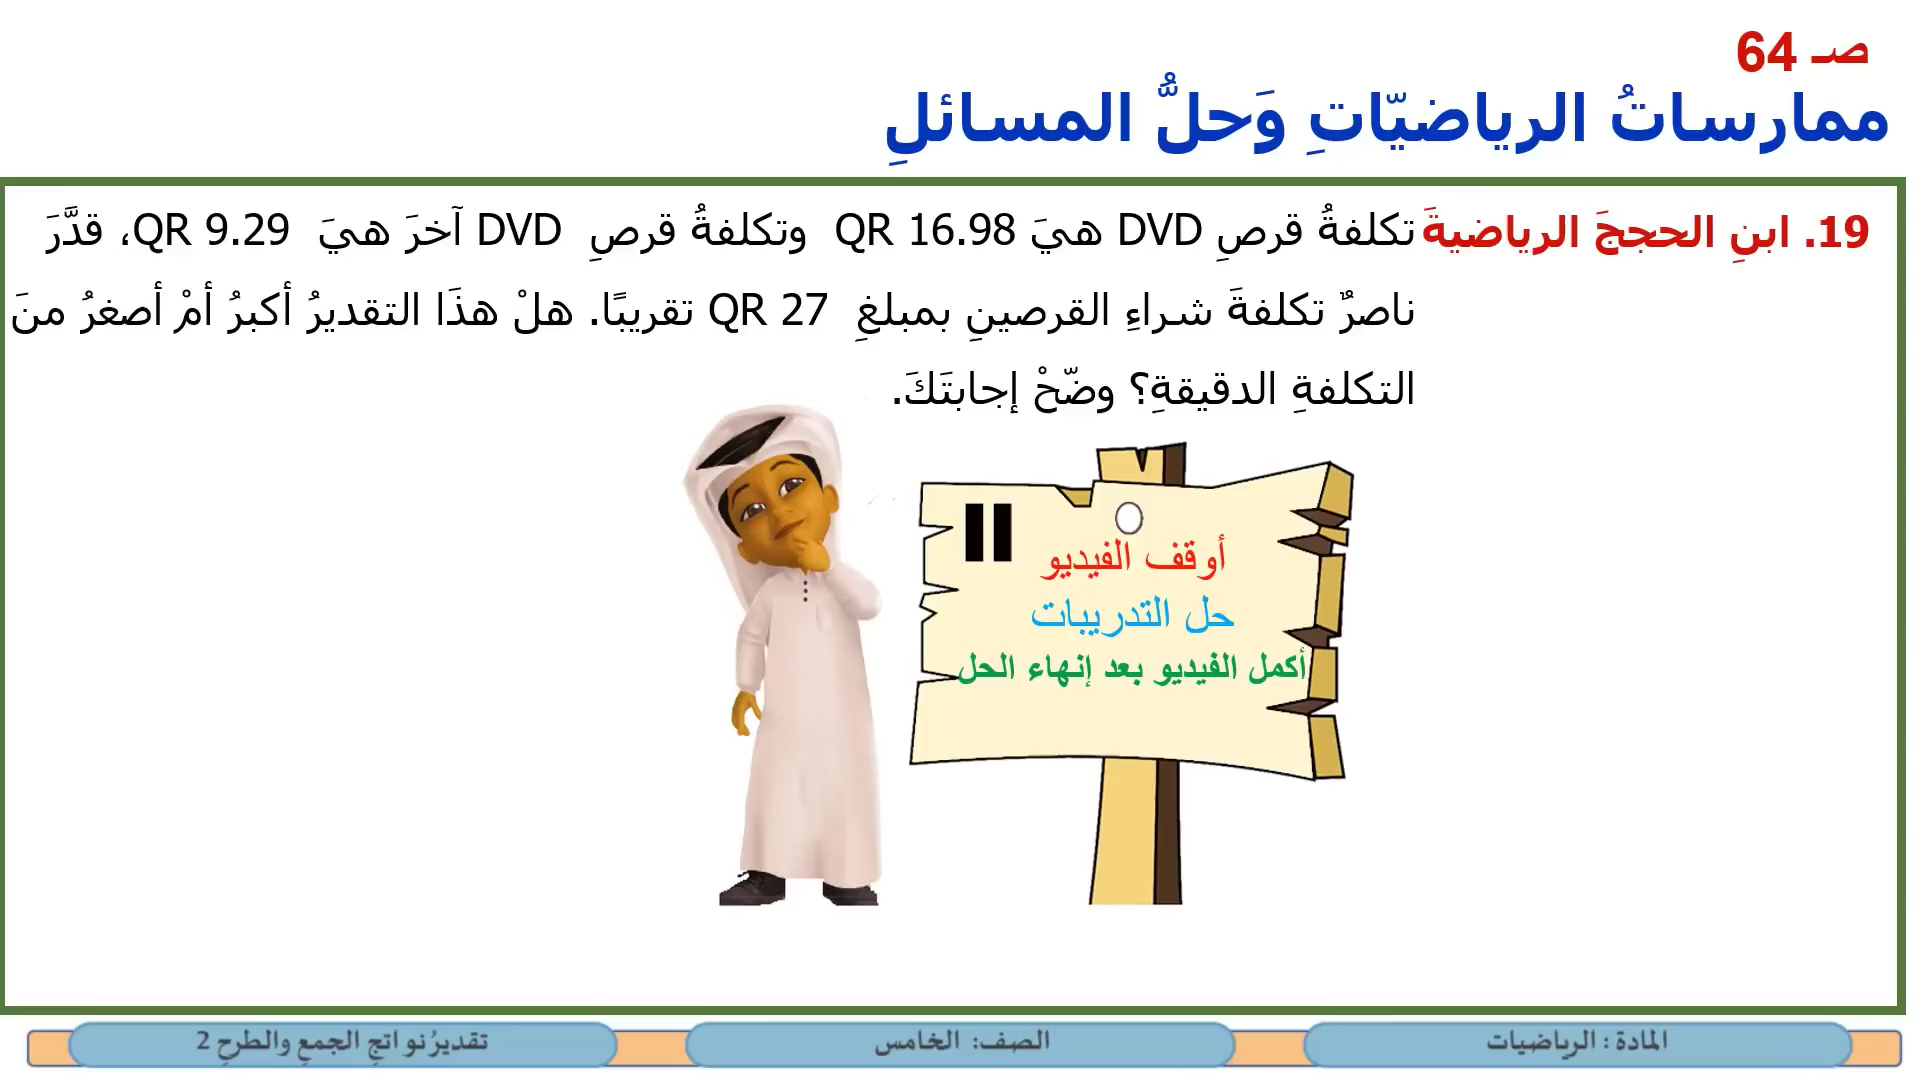 صـ 64
ممارساتُ الرياضيّاتِ وَحلُّ المسائلِ
19. ابنِ الحججَ الرياضيةَ تكلفةُ قرصِ DVD هيَ QR 16.98 وتكلفةُ قرصِ DVD آخرَ هيَ QR 9.29، قدَّرَ
ناصرٌ تكلفةَ شراءِ القرصينِ بمبلغِ QR 27 تقريبًا. هلْ هذَا التقديرُ أكبرُ أمْ أصغرُ منَ
التكلفةِ الدقيقةِ؟ وضّحْ إجابتَكَ.
أوقف الفيديو
حل التدريبات
أكمل الفيديو بعد إنهاء الحل
المادة : الرياضيات
الصف: الخامس
تقديرُ نواتجِ الجمعِ والطرحِ 2